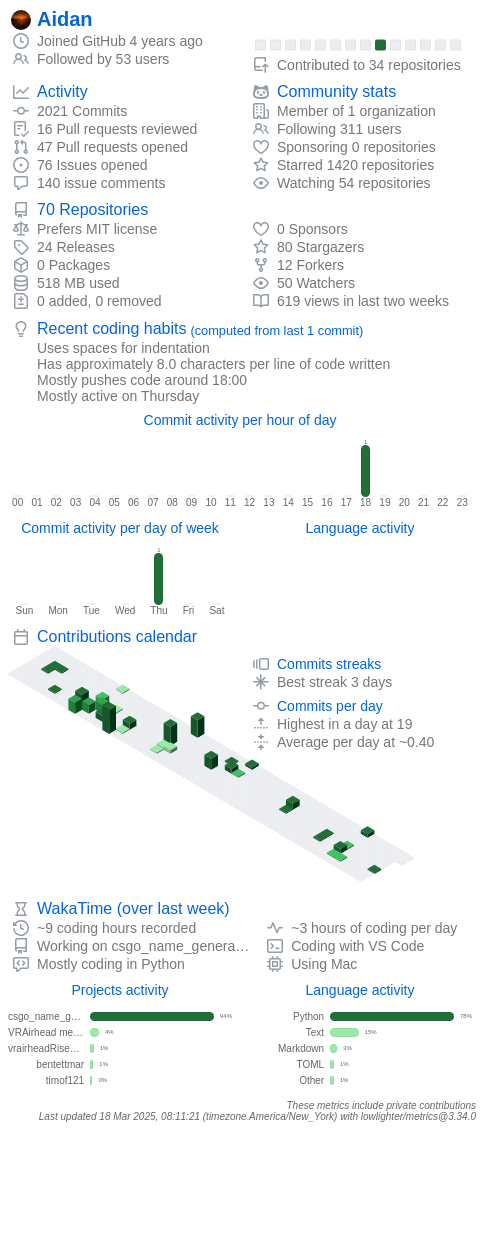 Aidan
Joined GitHub 4 years ago
Followed by 53 users
Contributed to 34 repositories
Activity
2021 Commits
16 Pull requests reviewed
47 Pull requests opened
76 Issues opened
140 issue comments
Community stats
Member of 1 organization
Following 311 users
Sponsoring 0 repositories
Starred 1420 repositories
Watching 54 repositories
70 Repositories
Prefers MIT license
24 Releases
0 Packages
518 MB used
0 added, 0 removed
0 Sponsors
80 Stargazers
12 Forkers
50 Watchers
619 views in last two weeks
Recent coding habits (computed from last 1 commit)
Uses spaces for indentation
Has approximately 8.0 characters per line of code written
Mostly pushes code around 18:00
Mostly active on Thursday
Commit activity per hour of day
1
00 01 02 03 04 05 06 07 08 09 10 11 12 13 14 15 16 17 18 19 20 21 22 23
Commit activity per day of week
1
Sun Mon Tue Wed Thu Fri Sat
Language activity
Contributions calendar
Commits streaks
Best streak 3 days
Commits per day
Highest in a day at 19
Average per day at ~0.40
WakaTime (over last week)
~9 coding hours recorded
Working on csgo_name_genera…
Mostly coding in Python
~3 hours of coding per day
Coding with VS Code
Using Mac
Projects activity
csgo_name_g… 94%
VRAirhead me… 4%
vrairheadRise… 1%
bentettmar 1%
timof121 0%
Language activity
Python 78%
Text 15%
Markdown 3%
TOML 1%
Other 1%
These metrics include private contributions
Last updated 18 Mar 2025, 08:11:21 (timezone America/New_York) with lowlighter/metrics@3.34.0